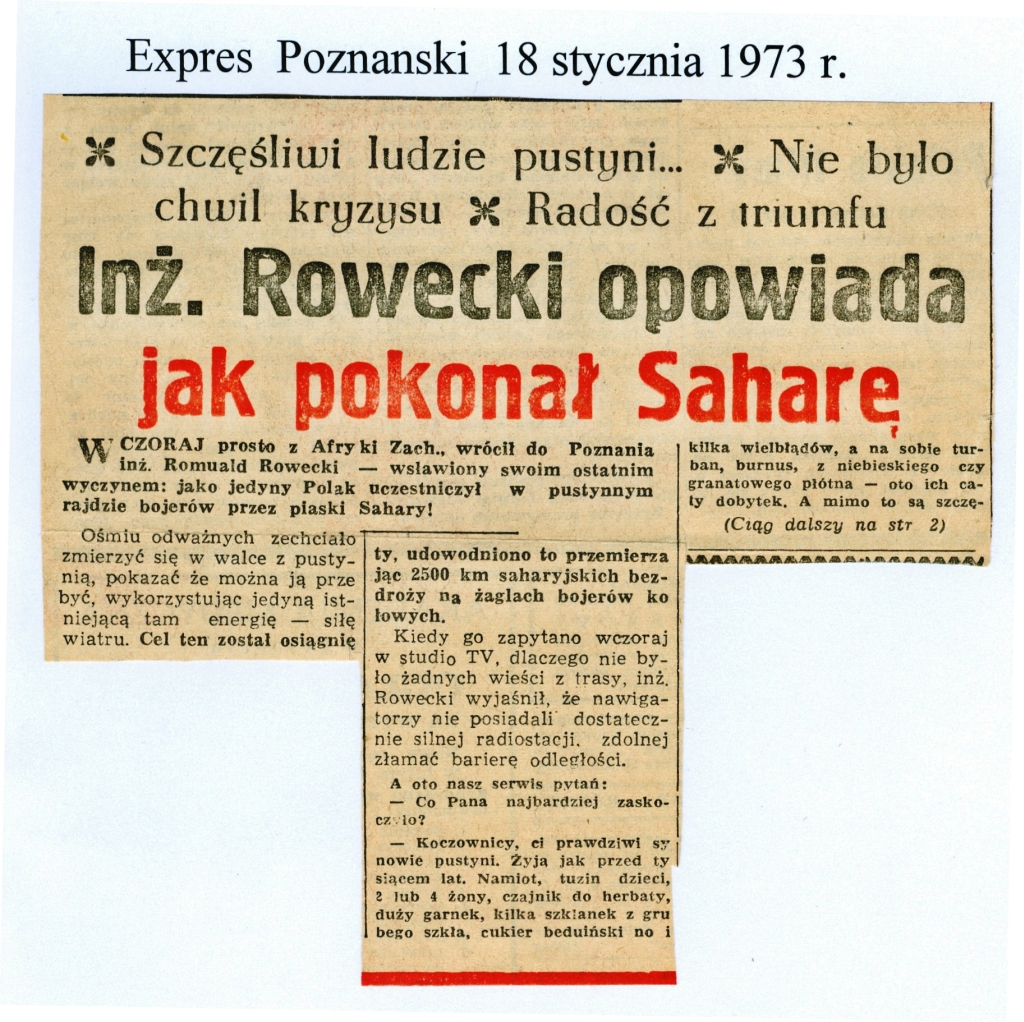 Expres Poznanski 18 stycznia 1973 r.
Szczęśliwi ludzie pustyni... Nie było
chwil kryzysu Radość z triumfu
Inż. Rowecki opowiada
jak pokonał Saharę
WCZORAJ prosto z Afryki Zach., wrócił do Poznania
inż. Romuald Rowecki — wsławiony swoim ostatnim
wyczynem: jako jedyny Polak uczestniczył w pustynnym
rajdzie bojerów przez piaski Sahary!
Ośmiu odważnych zechciało
zmierzyć się w walce z pusty-
nią, pokazać że można ją prze
być, wykorzystując jedyną ist-
niejącą tam energię — siłę
wiatru. Cel ten został osiągnię
ty, udowodniono to przemierza
jąc 2500 km saharyjskich bez-
droży na żaglach bojerów ko
łowych.
Kiedy go zapytano wczoraj
w studio TV, dlaczego nie by-
ło żadnych wieści z trasy, inż.
Rowecki wyjaśnił, że nawiga-
torzy nie posiadali dostatecz-
nie silnej radiostacji, zdolnej
złamać barierę odległości.
A oto nasz serwis pytań:
— Co Pana najbardziej zasko-
czyło?
— Koczownicy, ci prawdziwi sy
nowie pustyni. Żyją jak przed ty
siącem lat. Namiot, tuzin dzieci,
2 lub 4 żony, czajnik do herbaty,
duży garnek, kilka szklanek z gru
bego szkła, cukier beduiński no i
kilka wielbłądów, a na sobie tur-
ban, burnus, z niebieskiego czy
granatowego płótna — oto ich ca-
ły dobytek. A mimo to są szczę-
(Ciąg dalszy na str 2)